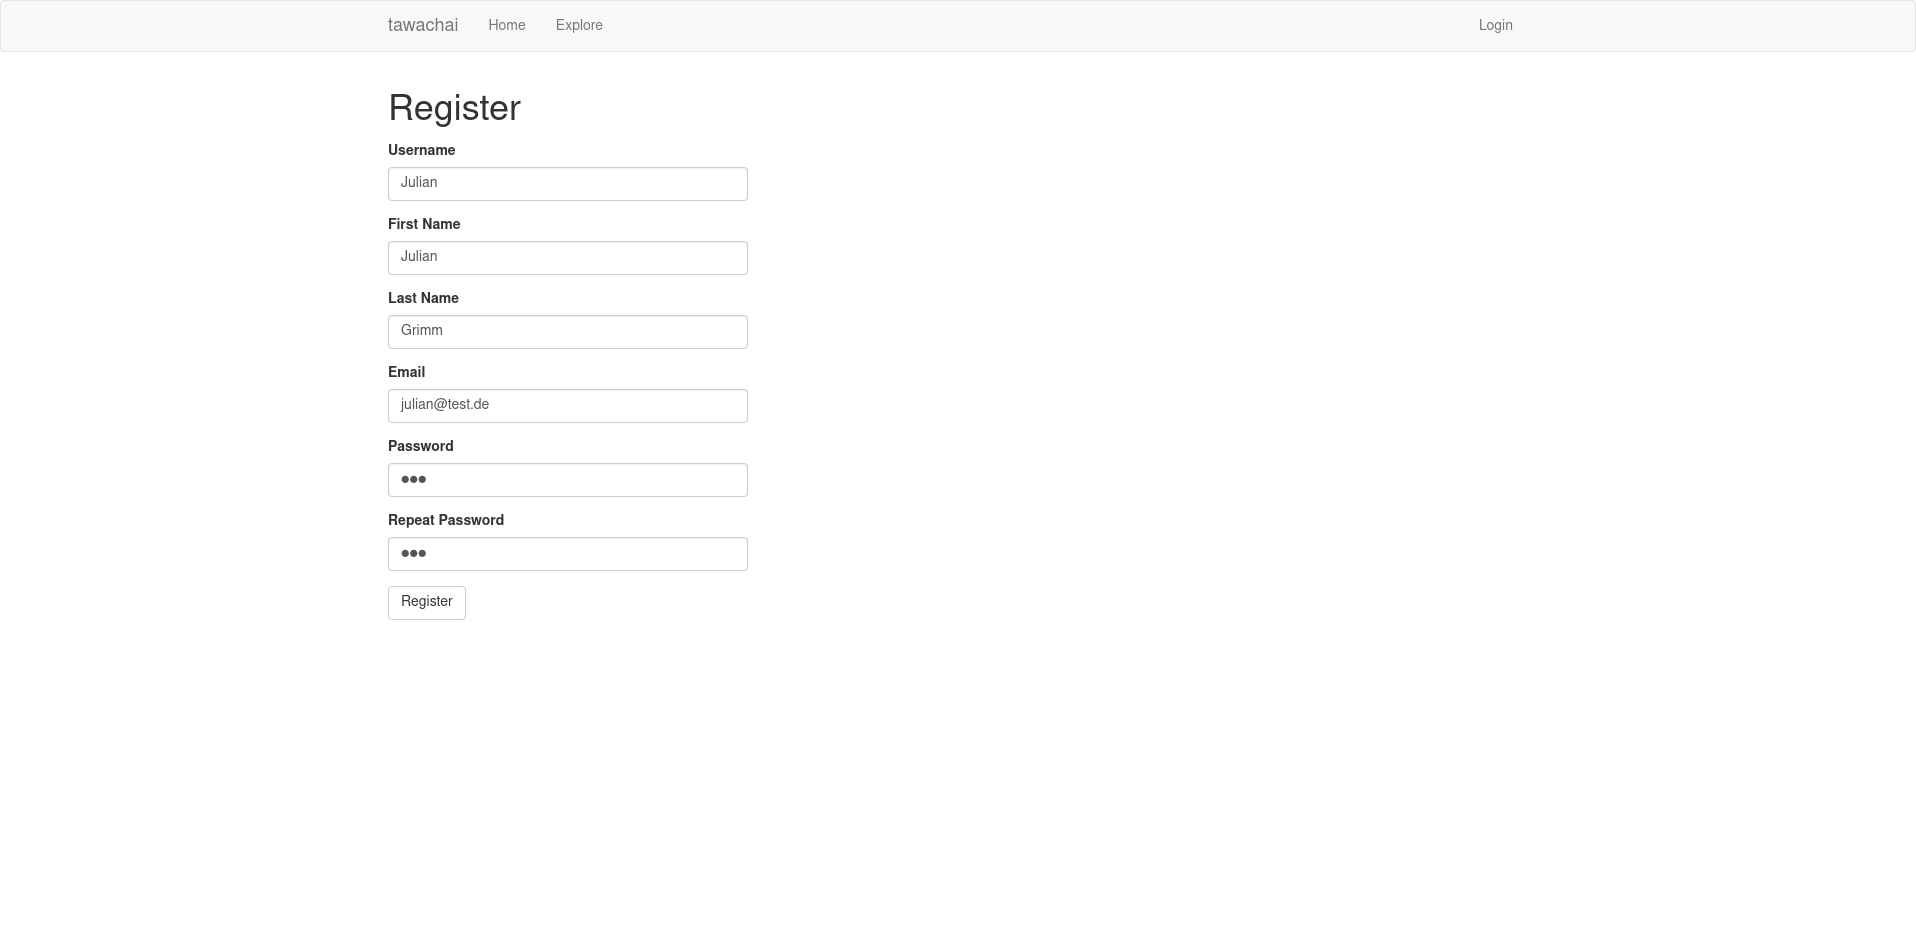 tawachai Home Explore Login
Register
Username
Julian
First Name
Julian
Last Name
Grimm
Email
julian@test.de
Password
●●●
Repeat Password
●●●
Register